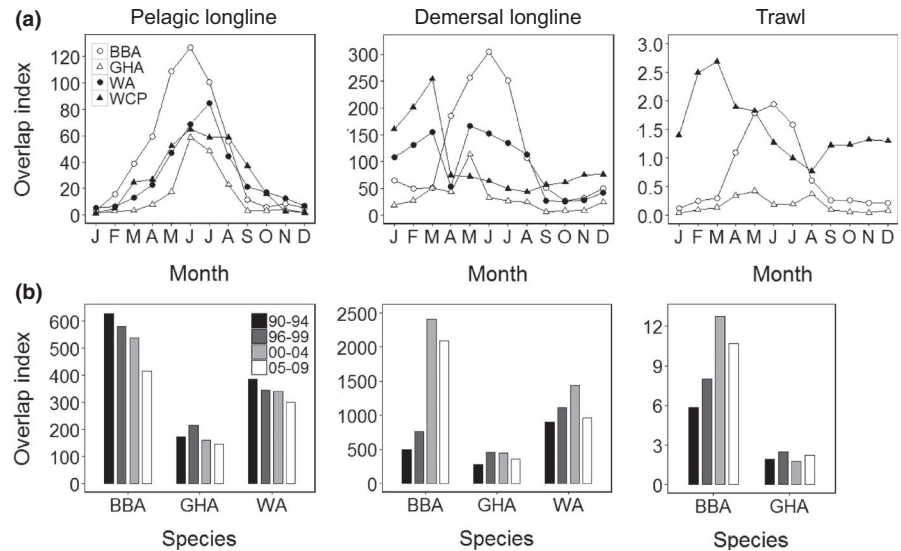 (a)
Pelagic longline
Demersal longline
Trawl
Overlap index
120
100
80
60
40
20
0
BBA
GHA
WA
WCP
J F M A M J J A S O N D
Month
300
250
200
150
100
50
0
J F M A M J J A S O N D
Month
3.0
2.5
2.0
1.5
1.0
0.5
0.0
J F M A M J J A S O N D
Month
(b)
Overlap index
600
500
400
300
200
100
0
90-94
96-99
00-04
05-09
BBA GHA WA
Species
2500
2000
1500
1000
500
0
BBA GHA WA
Species
12
9
6
3
0
BBA GHA
Species